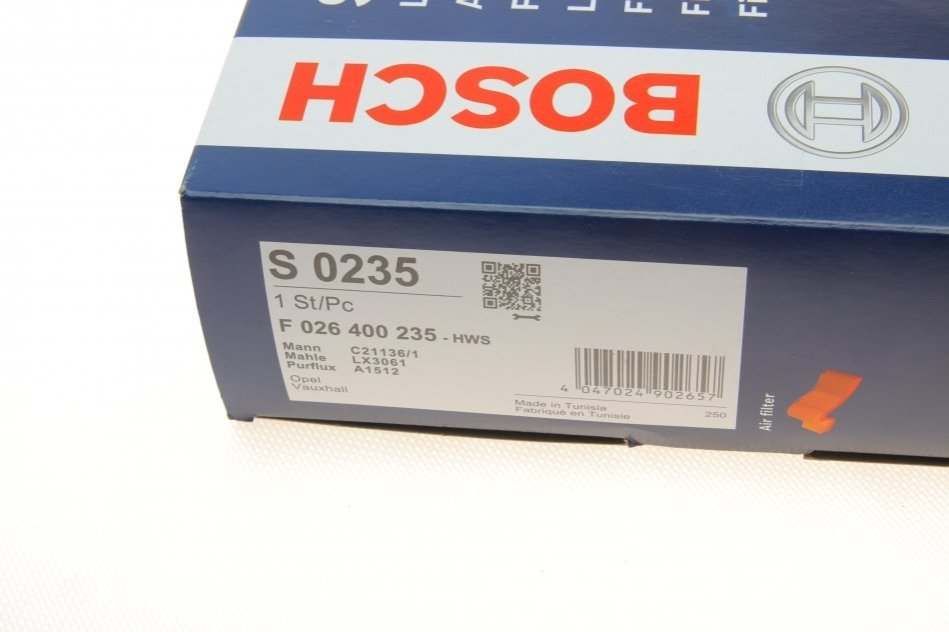 BOSCH
S 0235
1 St/Pc
F 026 400 235 - HWS
Mann C21136/1
Mahle LX3061
Purflux A1512
Opel
Vauxhall
4 047024 902657
Made in Tunisia
Fabriqué en Tunisie 250
Air filter